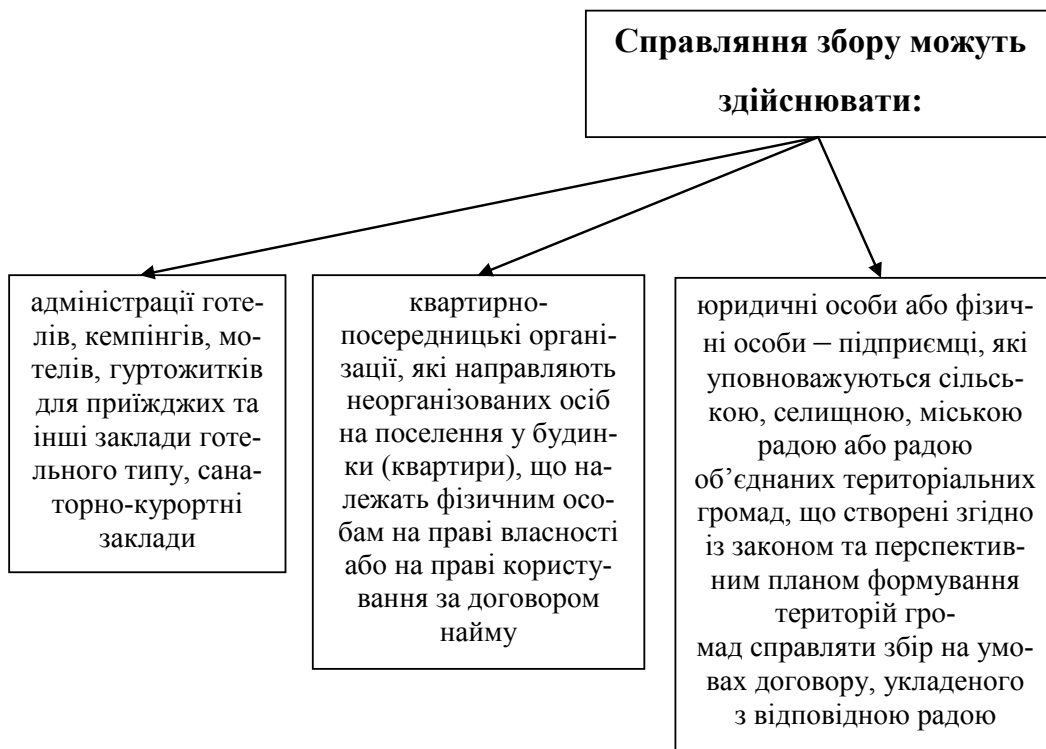 Справляння збору можуть
здійснювати:
адміністрації готе-
лів, кемпінгів, мо-
телів, гуртожитків
для приїжджих та
інші заклади готе-
льного типу, сана-
торно-курортні
заклади
квартирно-
посередницькі органі-
зації, які направляють
неорганізованих осіб
на поселення у будин-
ки (квартири), що на-
лежать фізичним осо-
бам на праві власності
або на праві користу-
вання за договором
найму
юридичні особи або фізич-
ні особи – підприємці, які
уповноважуються сільсь-
кою, селищною, міською
радою або радою
об’єднаних територіальних
громад, що створені згідно
із законом та перспектив-
ним планом формування
територій гро-
мад справляти збір на умо-
вах договору, укладеного
з відповідною радою